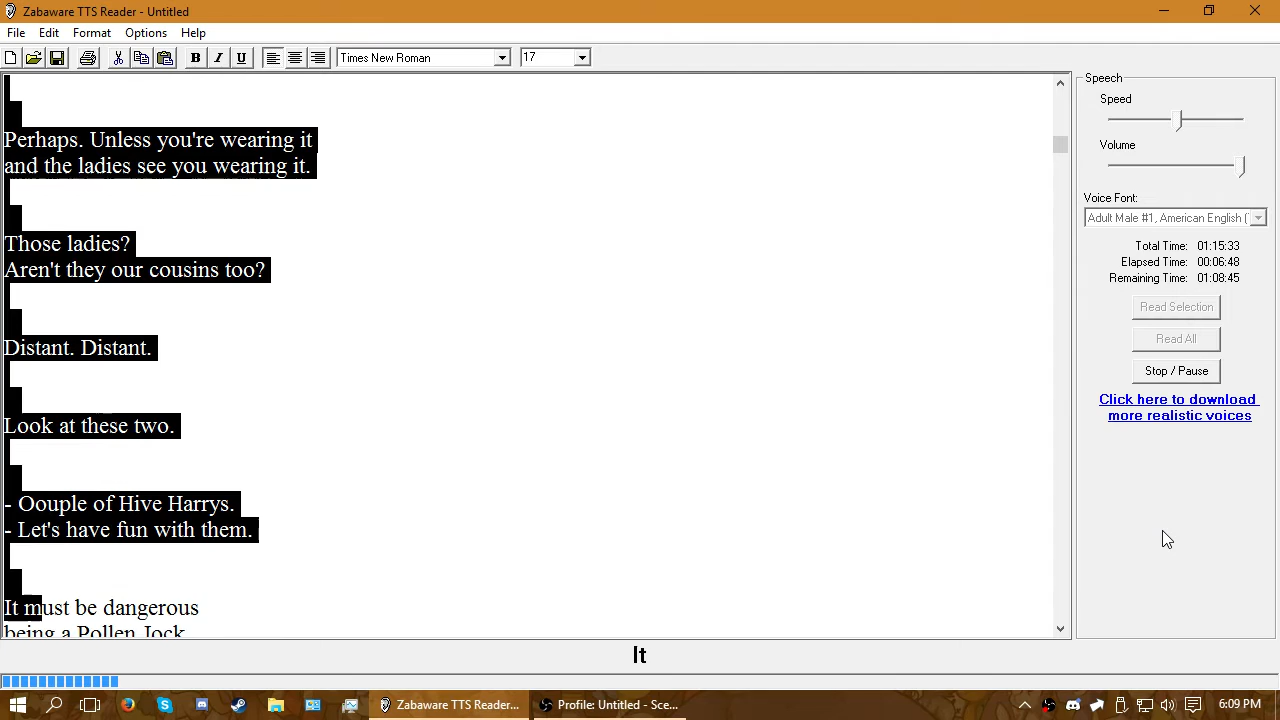 Zabaware TTS Reader - Untitled
File Edit Format Options Help
B I U Times New Roman 17
Perhaps. Unless you're wearing it
and the ladies see you wearing it.
Those ladies?
Aren't they our cousins too?
Distant. Distant.
Look at these two.
- Oouple of Hive Harrys.
- Let's have fun with them.
It must be dangerous
being a Pollen Jock.
It
Speech
Speed
Volume
Voice Font:
Adult Male #1, American English (
Total Time: 01:15:33
Elapsed Time: 00:06:48
Remaining Time: 01:08:45
Read Selection
Read All
Stop / Pause
Click here to download
more realistic voices
Zabaware TTS Reader... Profile: Untitled - Sce... 6:09 PM